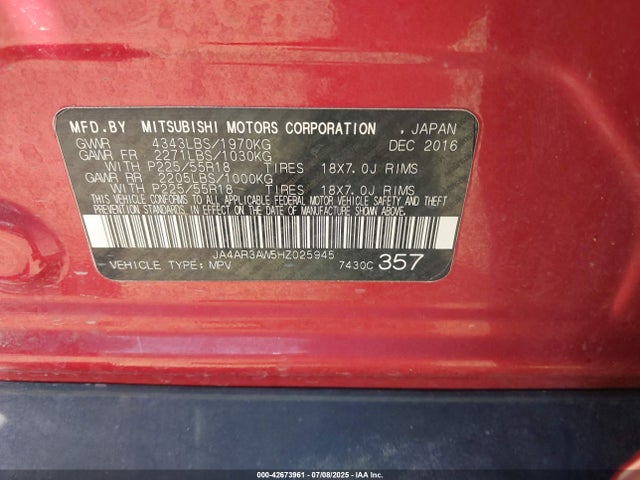 MFD.BY MITSUBISHI MOTORS CORPORATION , JAPAN
GVWR 4343LBS/1970KG DEC 2016
GAWR FR 2271LBS/1030KG
WITH P225/55R18 TIRES 18X7.0J RIMS
GAWR RR 2205LBS/1000KG
WITH P225/55R18 TIRES 18X7.0J RIMS
THIS VEHICLE CONFORMS TO ALL APPLICABLE FEDERAL MOTOR VEHICLE SAFETY AND THEFT
PREVENTION STANDARDS IN EFFECT ON THE DATE OF MANUFACTURE SHOWN ABOVE.
JA4AR3AW5HZ025945
VEHICLE TYPE: MPV 7430C 357
000-42673961 - 07/08/2025 - IAA Inc.